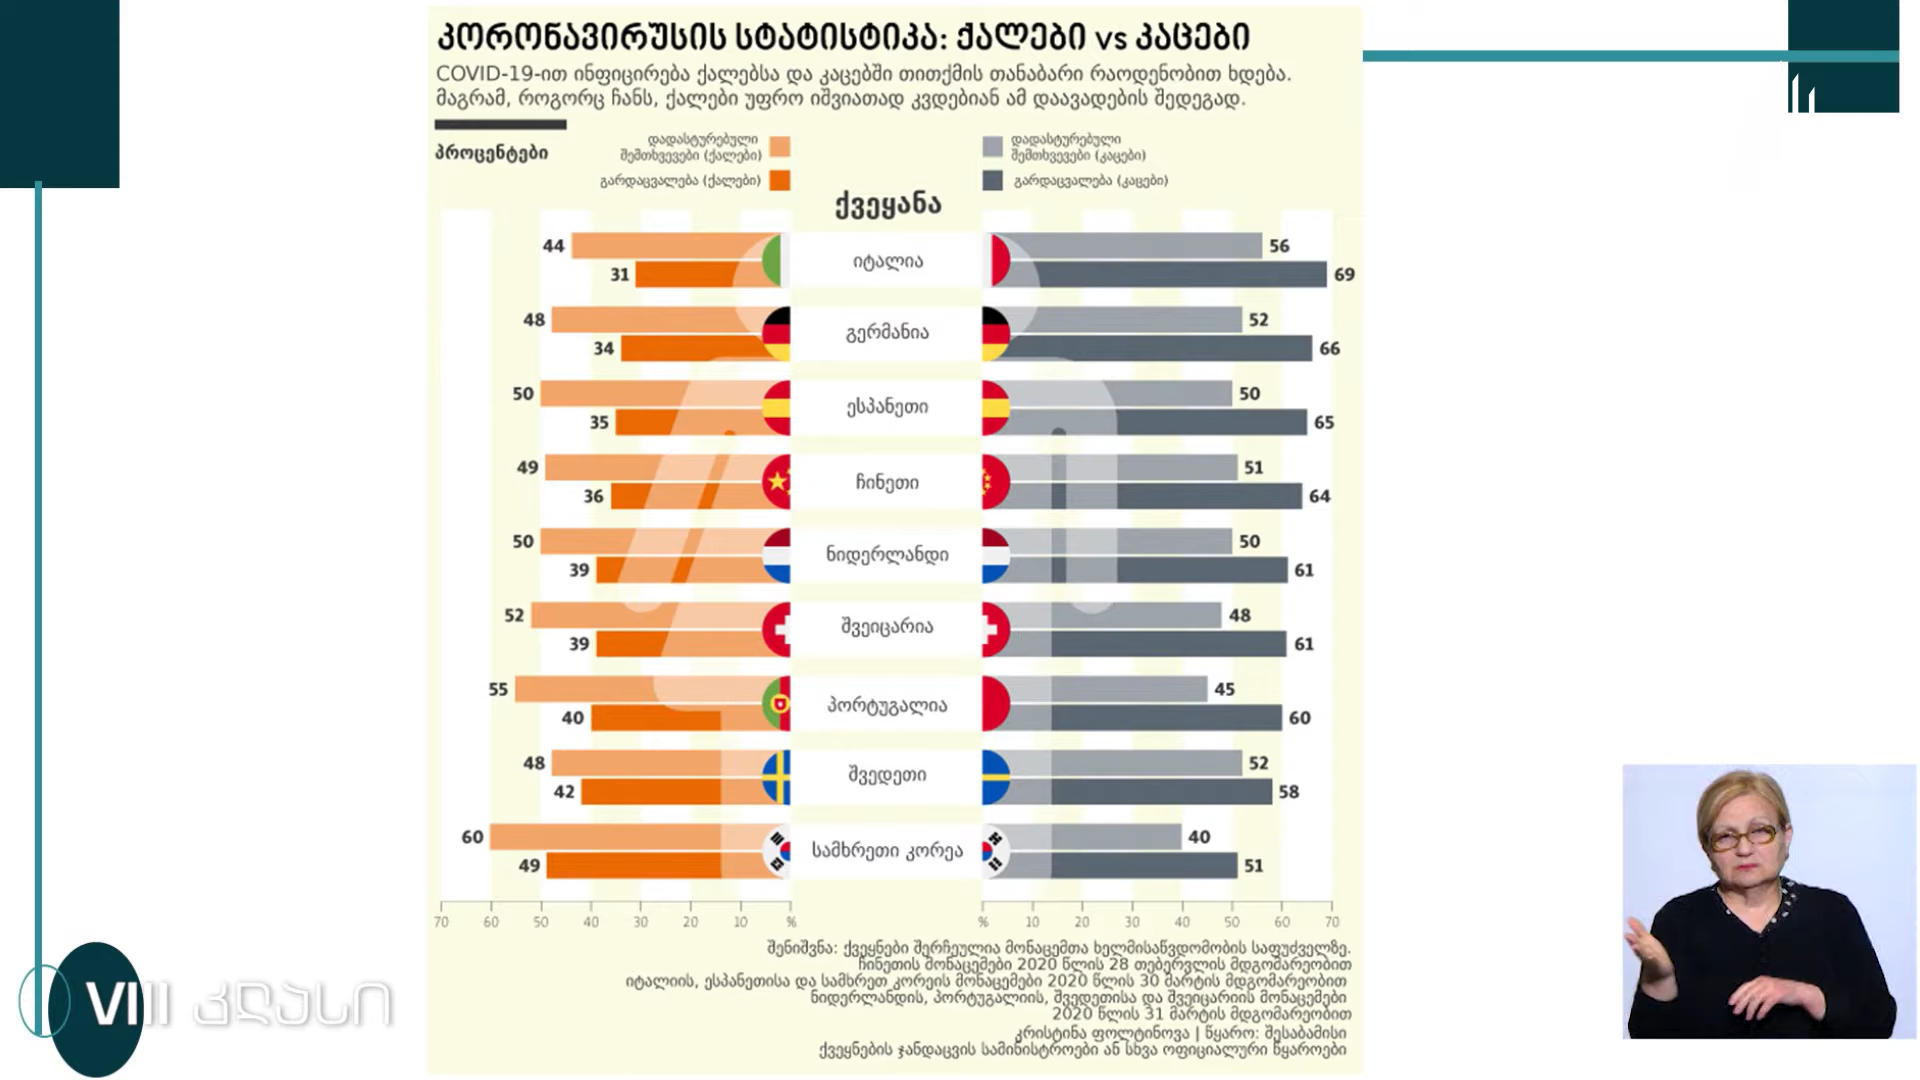 კორონავირუსის სტატისტიკა: ქალები vs კაცები
COVID-19-ით ინფიცირება ქალებსა და კაცებში თითქმის თანაბარი რაოდენობით ხდება.
მაგრამ, როგორც ჩანს, ქალები უფრო იშვიათად კვდებიან ამ დაავადების შედეგად.
პროცენტები
დადასტურებული
შემთხვევები (ქალები)
გარდაცვალება (ქალები)
დადასტურებული
შემთხვევები (კაცები)
გარდაცვალება (კაცები)
ქვეყანა
44 იტალია 56
31 69
48 გერმანია 52
34 66
50 ესპანეთი 50
35 65
49 ჩინეთი 51
36 64
50 ნიდერლანდი 50
39 61
52 შვეიცარია 48
39 61
55 პორტუგალია 45
40 60
48 შვედეთი 52
42 58
60 სამხრეთი კორეა 40
49 51
70 60 50 40 30 20 10 % % 10 20 30 40 50 60 70
შენიშვნა: ქვეყნები შერჩეულია მონაცემთა ხელმისაწვდომობის საფუძველზე.
ჩინეთის მონაცემები 2020 წლის 28 თებერვლის მდგომარეობით
იტალიის, ესპანეთისა და სამხრეთ კორეის მონაცემები 2020 წლის 30 მარტის მდგომარეობით
ნიდერლანდის, პორტუგალიის, შვედეთისა და შვეიცარიის მონაცემები
2020 წლის 31 მარტის მდგომარეობით
კრისტინა ფოლტინოვა | წყარო: შესაბამისი
ქვეყნების ჯანდაცვის სამინისტროები ან სხვა ოფიციალური წყაროები
VIII კლასი